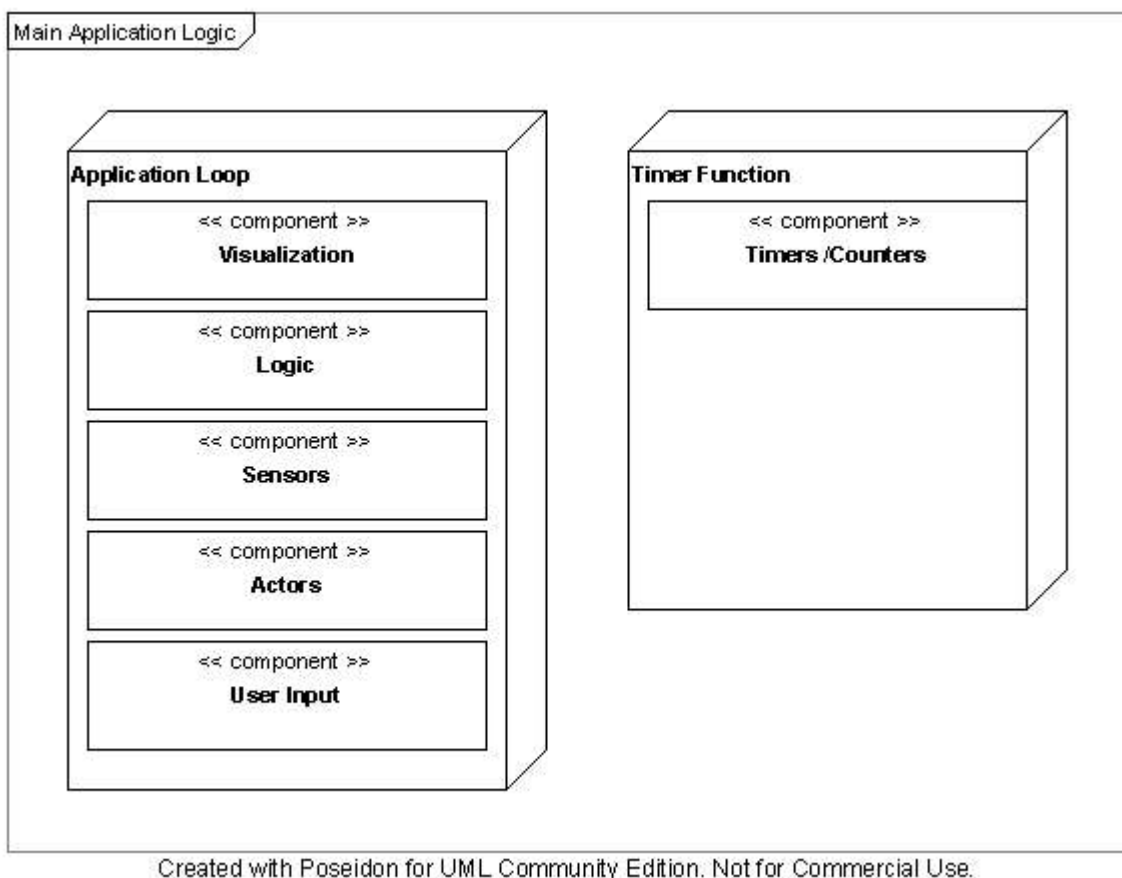 Main Application Logic
Application Loop
<< component >>
Visualization
<< component >>
Logic
<< component >>
Sensors
<< component >>
Actors
<< component >>
User Input
Timer Function
<< component >>
Timers /Counters
Created with Poseidon for UML Community Edition. Not for Commercial Use.